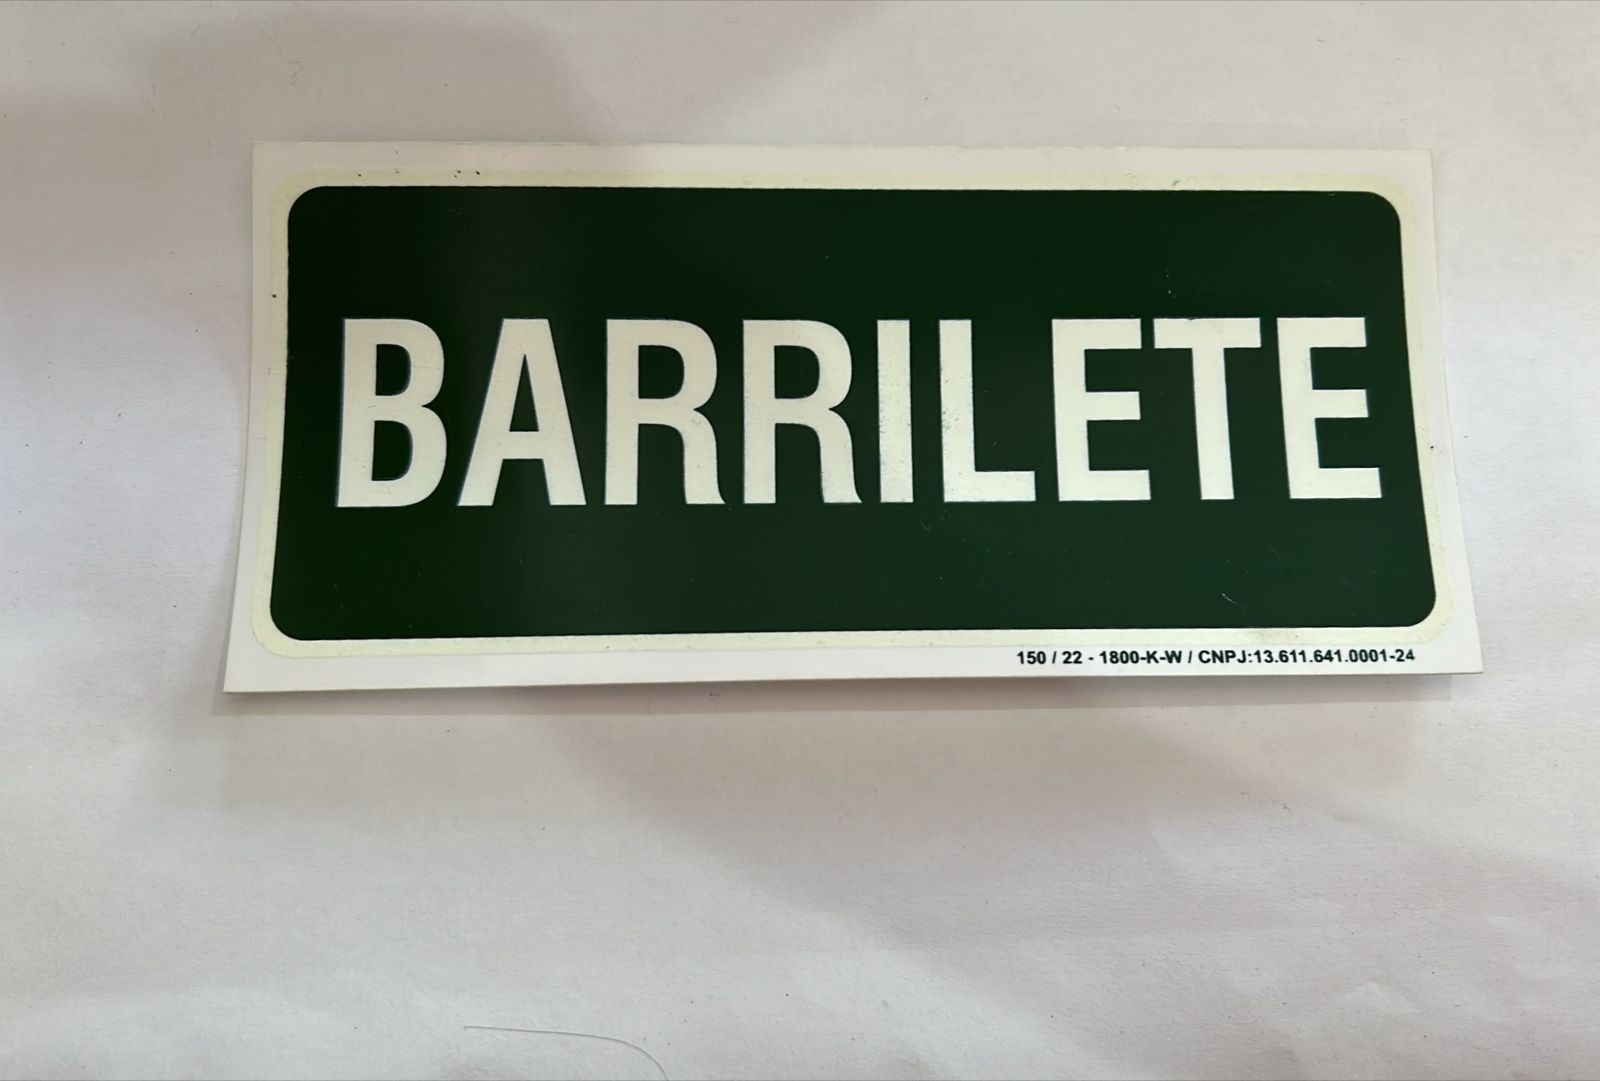 BARRILETE
150 / 22 - 1800-K-W / CNPJ:13.611.641.0001-24